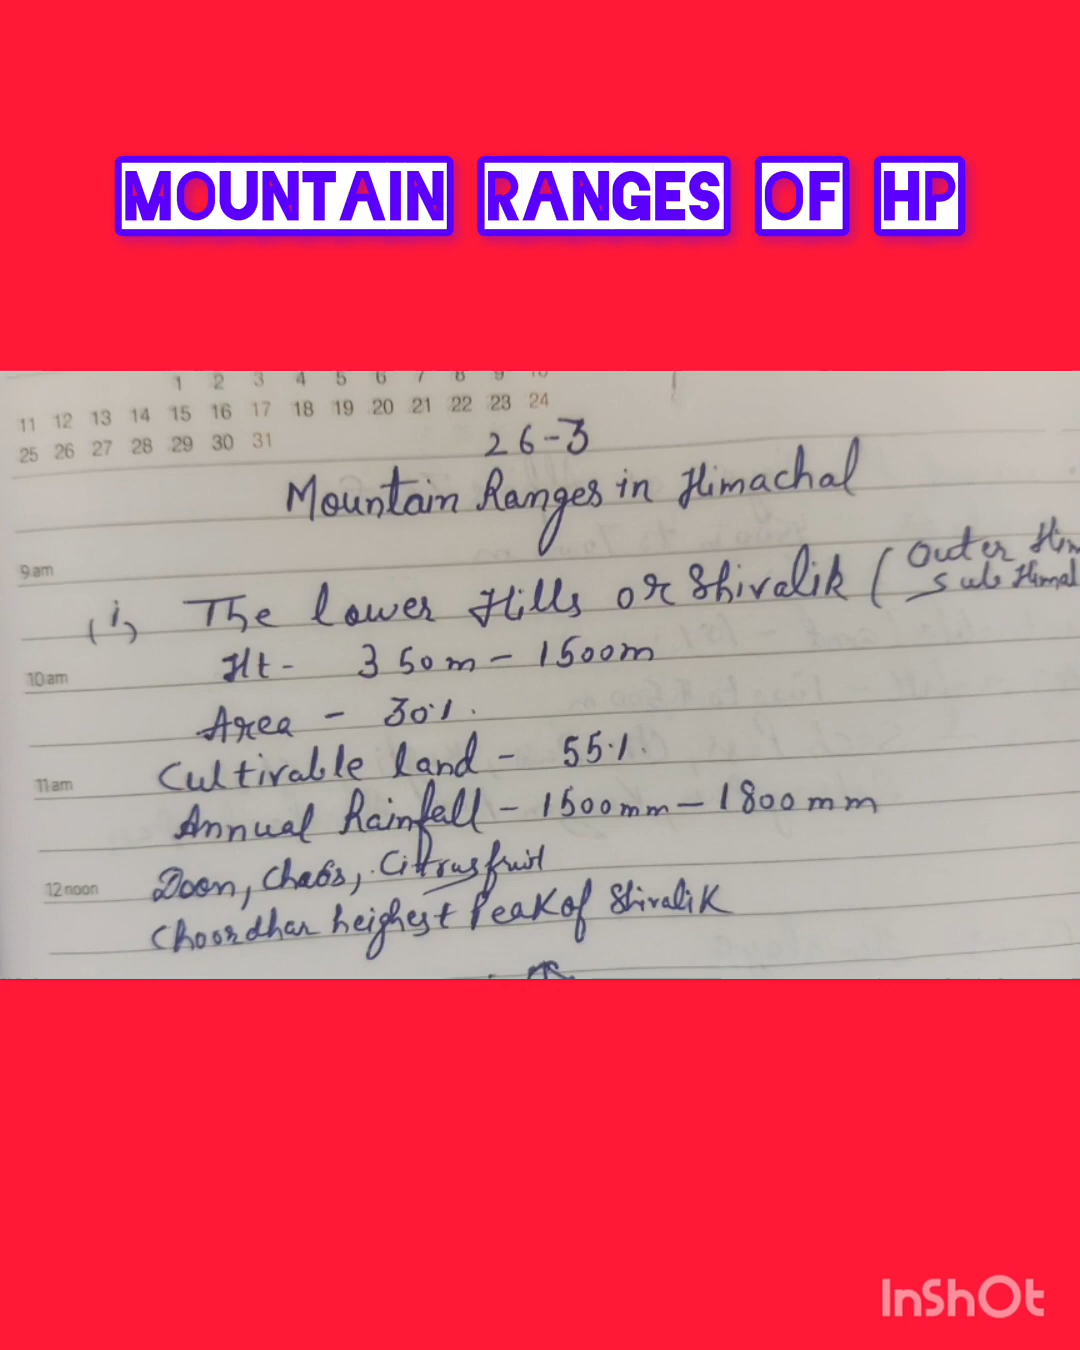 MOUNTAIN RANGES OF HP
1 2 3 4 5 6 7 8 9 10
11 12 13 14 15 16 17 18 19 20 21 22 23 24
25 26 27 28 29 30 31
26-3
Mountain Ranges in Himachal
9am
(i) The lower Hills or Shivalik ( Outer Him
Sub Himal
Ht - 350m - 1500m
10am
Area - 30%.
Cultivable land - 55%.
11am
Annual Rainfall - 1500mm - 1800mm
Doon, Chaos, Citrus fruit
12noon
Choordhar heighest Peak of Shivalik
InShOt